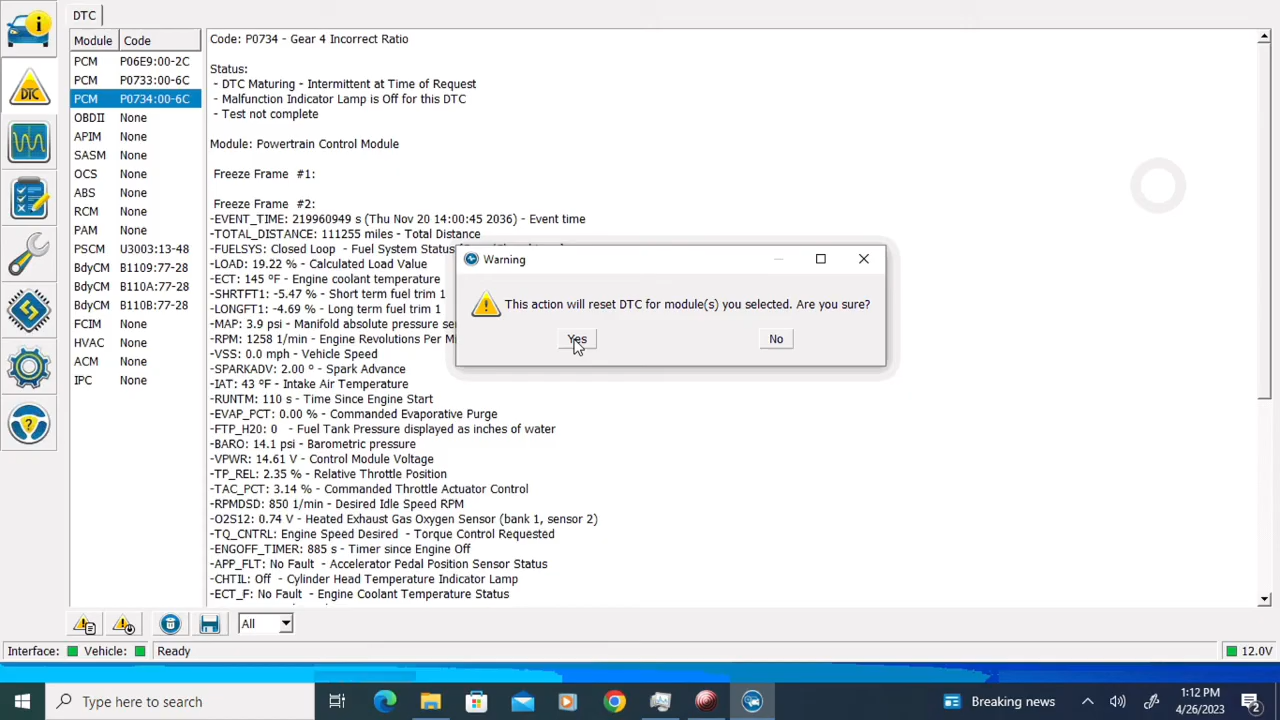 DTC
Module Code
PCM P06E9:00-2C
PCM P0733:00-6C
PCM P0734:00-6C
OBDII None
APIM None
SASM None
OCS None
ABS None
RCM None
PAM None
PSCM U3003:13-48
BdyCM B1109:77-28
BdyCM B110A:77-28
BdyCM B110B:77-28
FCIM None
HVAC None
ACM None
IPC None
Code: P0734 - Gear 4 Incorrect Ratio
Status:
- DTC Maturing - Intermittent at Time of Request
- Malfunction Indicator Lamp is Off for this DTC
- Test not complete
Module: Powertrain Control Module
Freeze Frame #1:
Freeze Frame #2:
-EVENT_TIME: 219960949 s (Thu Nov 20 14:00:45 2036) - Event time
-TOTAL_DISTANCE: 111255 miles - Total Distance
-FUELSYS: Closed Loop - Fuel System Status
-LOAD: 19.22 % - Calculated Load Value
-ECT: 145 ºF - Engine coolant temperature
-SHRTFT1: -5.47 % - Short term fuel trim 1
-LONGFT1: -4.69 % - Long term fuel trim 1
-MAP: 3.9 psi - Manifold absolute pressure se
-RPM: 1258 1/min - Engine Revolutions Per M
-VSS: 0.0 mph - Vehicle Speed
-SPARKADV: 2.00 º - Spark Advance
-IAT: 43 ºF - Intake Air Temperature
-RUNTM: 110 s - Time Since Engine Start
-EVAP_PCT: 0.00 % - Commanded Evaporative Purge
-FTP_H20: 0 - Fuel Tank Pressure displayed as inches of water
-BARO: 14.1 psi - Barometric pressure
-VPWR: 14.61 V - Control Module Voltage
-TP_REL: 2.35 % - Relative Throttle Position
-TAC_PCT: 3.14 % - Commanded Throttle Actuator Control
-RPMDSD: 850 1/min - Desired Idle Speed RPM
-O2S12: 0.74 V - Heated Exhaust Gas Oxygen Sensor (bank 1, sensor 2)
-TQ_CNTRL: Engine Speed Desired - Torque Control Requested
-ENGOFF_TIMER: 885 s - Timer since Engine Off
-APP_FLT: No Fault - Accelerator Pedal Position Sensor Status
-CHTIL: Off - Cylinder Head Temperature Indicator Lamp
-ECT_F: No Fault - Engine Coolant Temperature Status
Warning
This action will reset DTC for module(s) you selected. Are you sure?
Yes No
All
Interface: Vehicle: Ready 12.0V
Type here to search
Breaking news
1:12 PM
4/26/2023
2